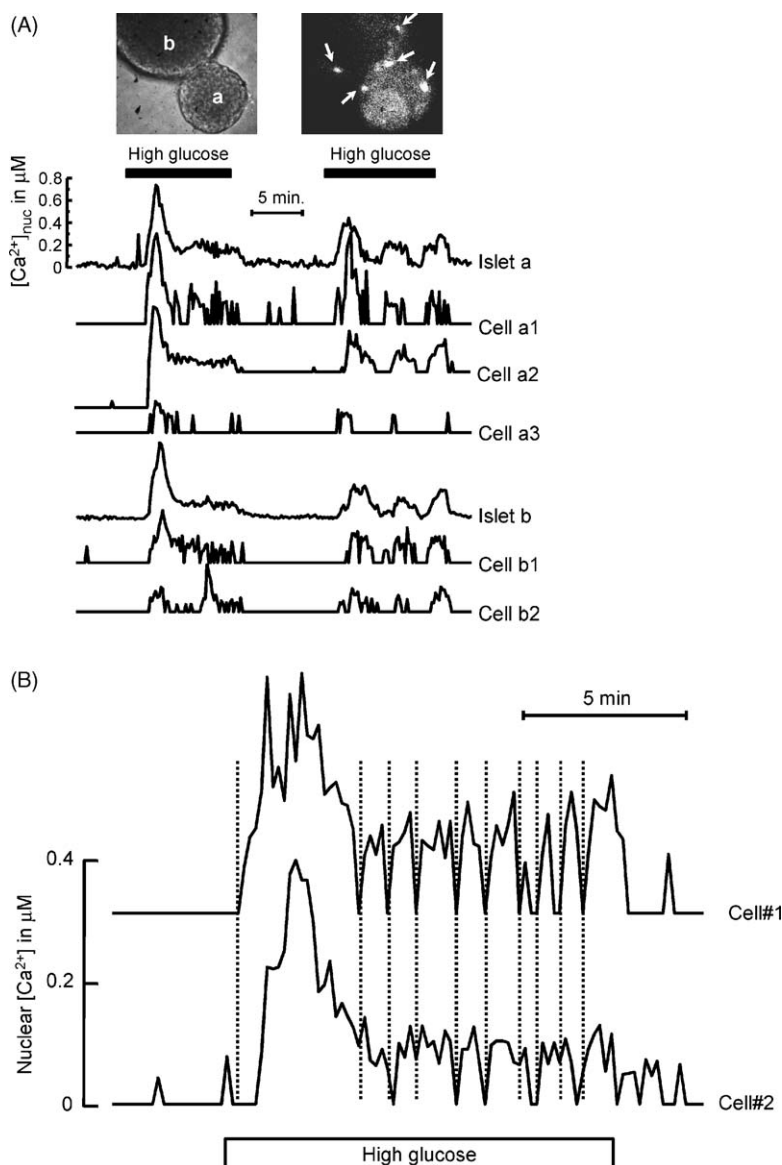 (A)
b
a
High glucose
High glucose
5 min.
[Ca²⁺]nuc in µM
0.8
0.6
0.4
0.2
0
Islet a
Cell a1
Cell a2
Cell a3
Islet b
Cell b1
Cell b2
(B)
5 min
Nuclear [Ca²⁺] in µM
0.4
0.2
0
Cell#1
Cell#2
High glucose